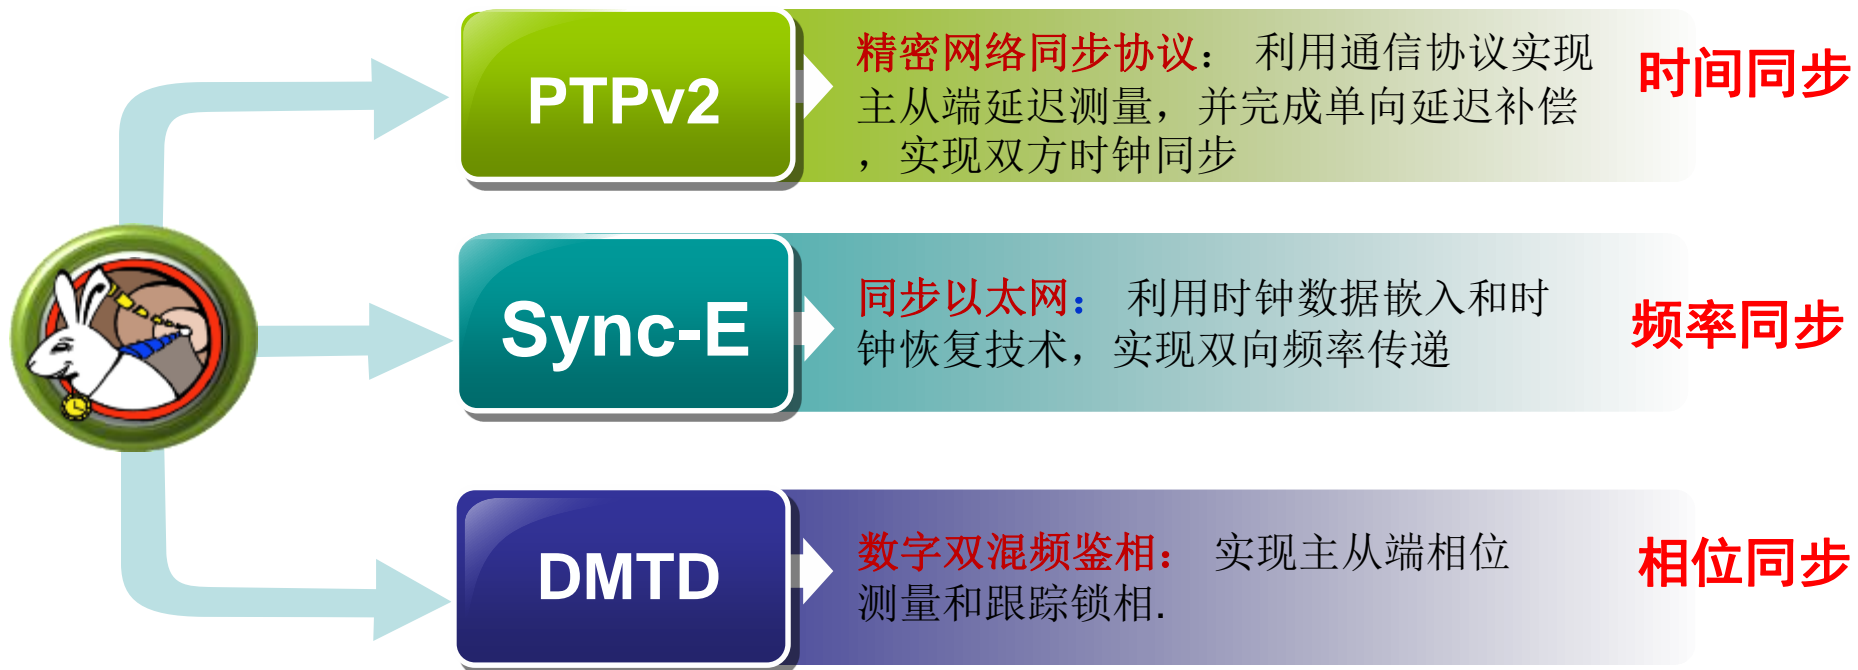 PTPv2
精密网络同步协议： 利用通信协议实现
主从端延迟测量，并完成单向延迟补偿
，实现双方时钟同步
时间同步
Sync-E
同步以太网： 利用时钟数据嵌入和时
钟恢复技术，实现双向频率传递
频率同步
DMTD
数字双混频鉴相： 实现主从端相位
测量和跟踪锁相.
相位同步